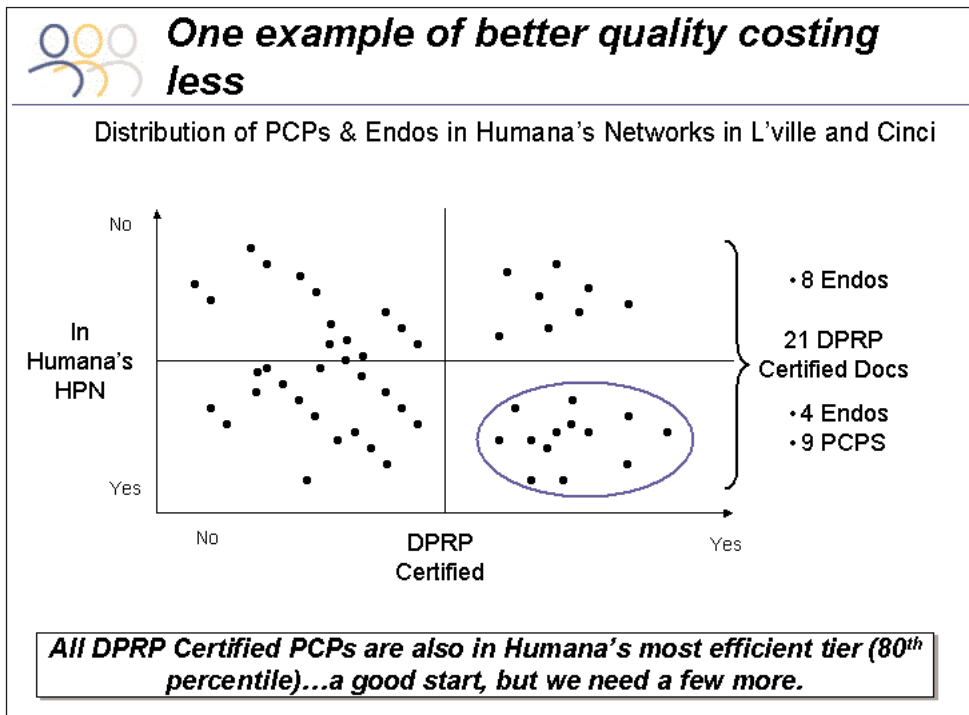 One example of better quality costing
less
Distribution of PCPs & Endos in Humana's Networks in L'ville and Cinci
No
In
Humana's
HPN
Yes
No
DPRP
Certified
Yes
• 8 Endos
21 DPRP
Certified Docs
• 4 Endos
• 9 PCPS
All DPRP Certified PCPs are also in Humana's most efficient tier (80th
percentile)…a good start, but we need a few more.